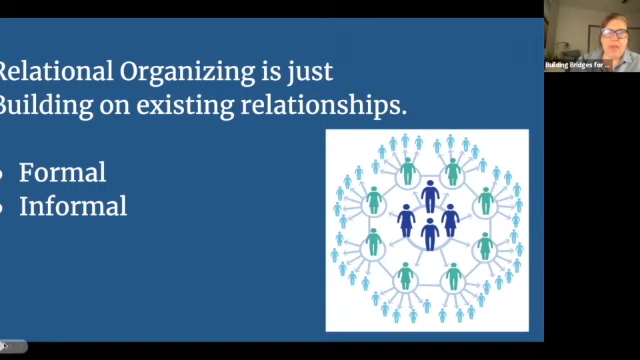 Relational Organizing is just
Building on existing relationships.
Formal
Informal
Building Bridges for ...